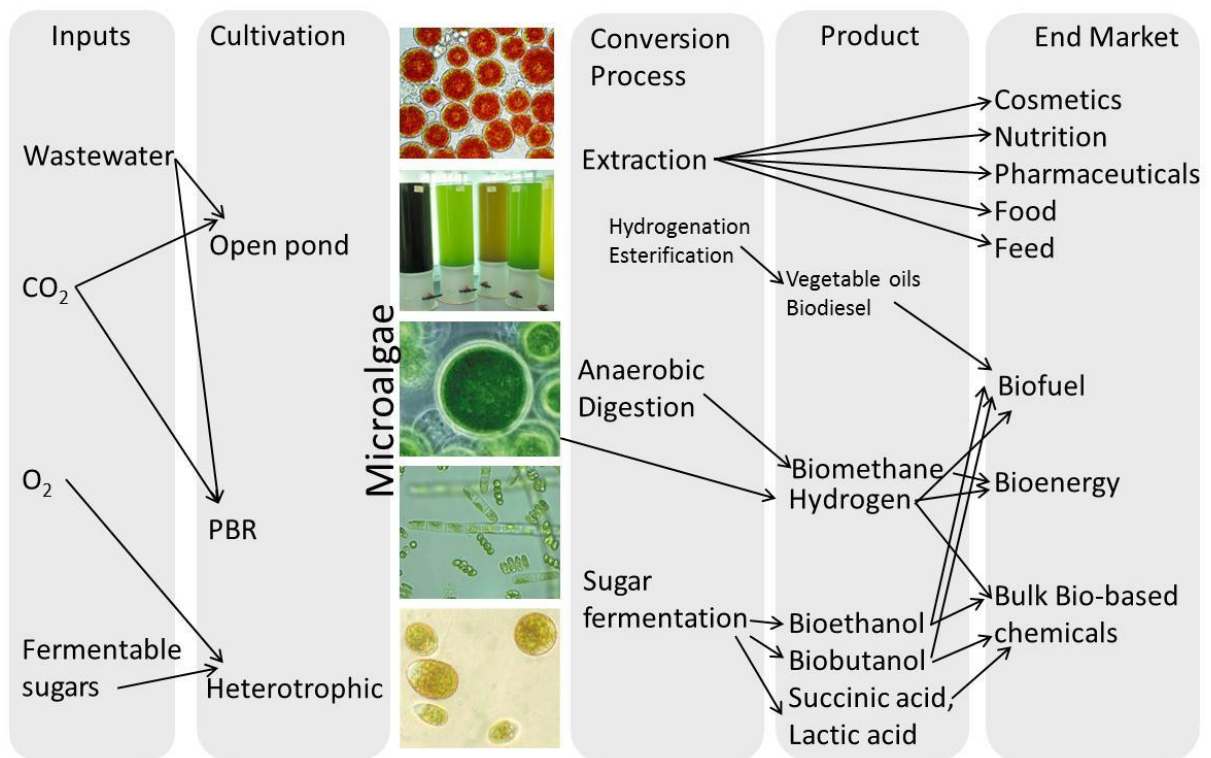 Inputs
Wastewater
CO₂
O₂
Fermentable
sugars
Cultivation
Open pond
PBR
Heterotrophic
Microalgae
Conversion
Process
Extraction
Hydrogenation
Esterification
Anaerobic
Digestion
Sugar
fermentation
Product
Vegetable oils
Biodiesel
Biomethane
Hydrogen
Bioethanol
Biobutanol
Succinic acid,
Lactic acid
End Market
Cosmetics
Nutrition
Pharmaceuticals
Food
Feed
Biofuel
Bioenergy
Bulk Bio-based
chemicals